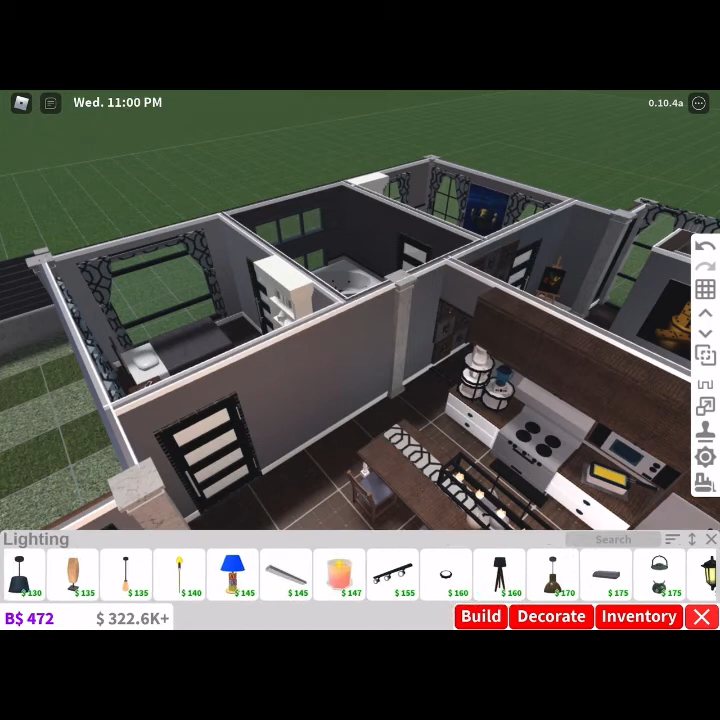 Wed. 11:00 PM
0.10.4a
Lighting
Search
$130
$135
$135
$140
$145
$145
$147
$155
$160
$160
$170
$175
$175
B$ 472
$ 322.6K+
Build
Decorate
Inventory